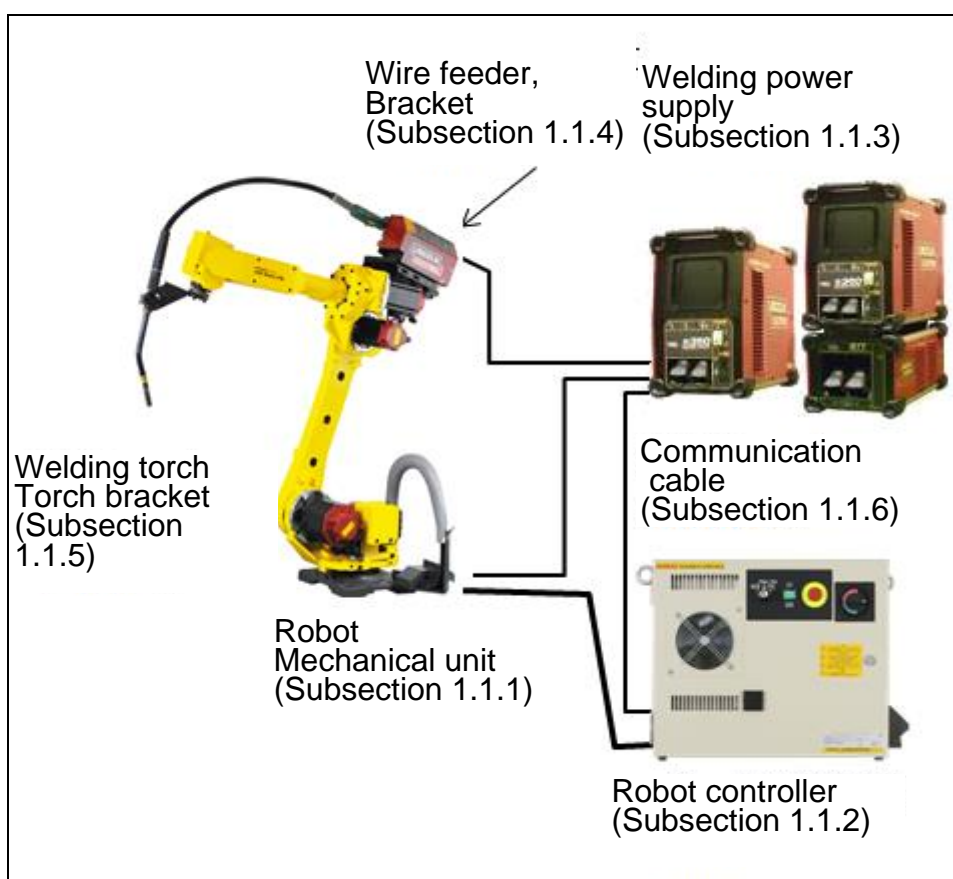 Wire feeder,
Bracket
(Subsection 1.1.4)
Welding power
supply
(Subsection 1.1.3)
Welding torch
Torch bracket
(Subsection
1.1.5)
Communication
cable
(Subsection 1.1.6)
Robot
Mechanical unit
(Subsection 1.1.1)
Robot controller
(Subsection 1.1.2)